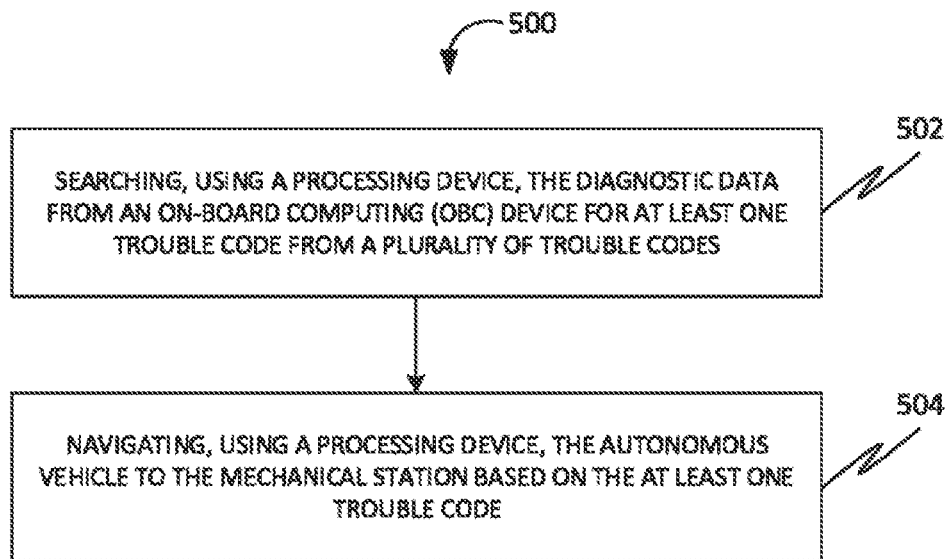 500
502
SEARCHING, USING A PROCESSING DEVICE, THE DIAGNOSTIC DATA
FROM AN ON-BOARD COMPUTING (OBC) DEVICE FOR AT LEAST ONE
TROUBLE CODE FROM A PLURALITY OF TROUBLE CODES
504
NAVIGATING, USING A PROCESSING DEVICE, THE AUTONOMOUS
VEHICLE TO THE MECHANICAL STATION BASED ON THE AT LEAST ONE
TROUBLE CODE